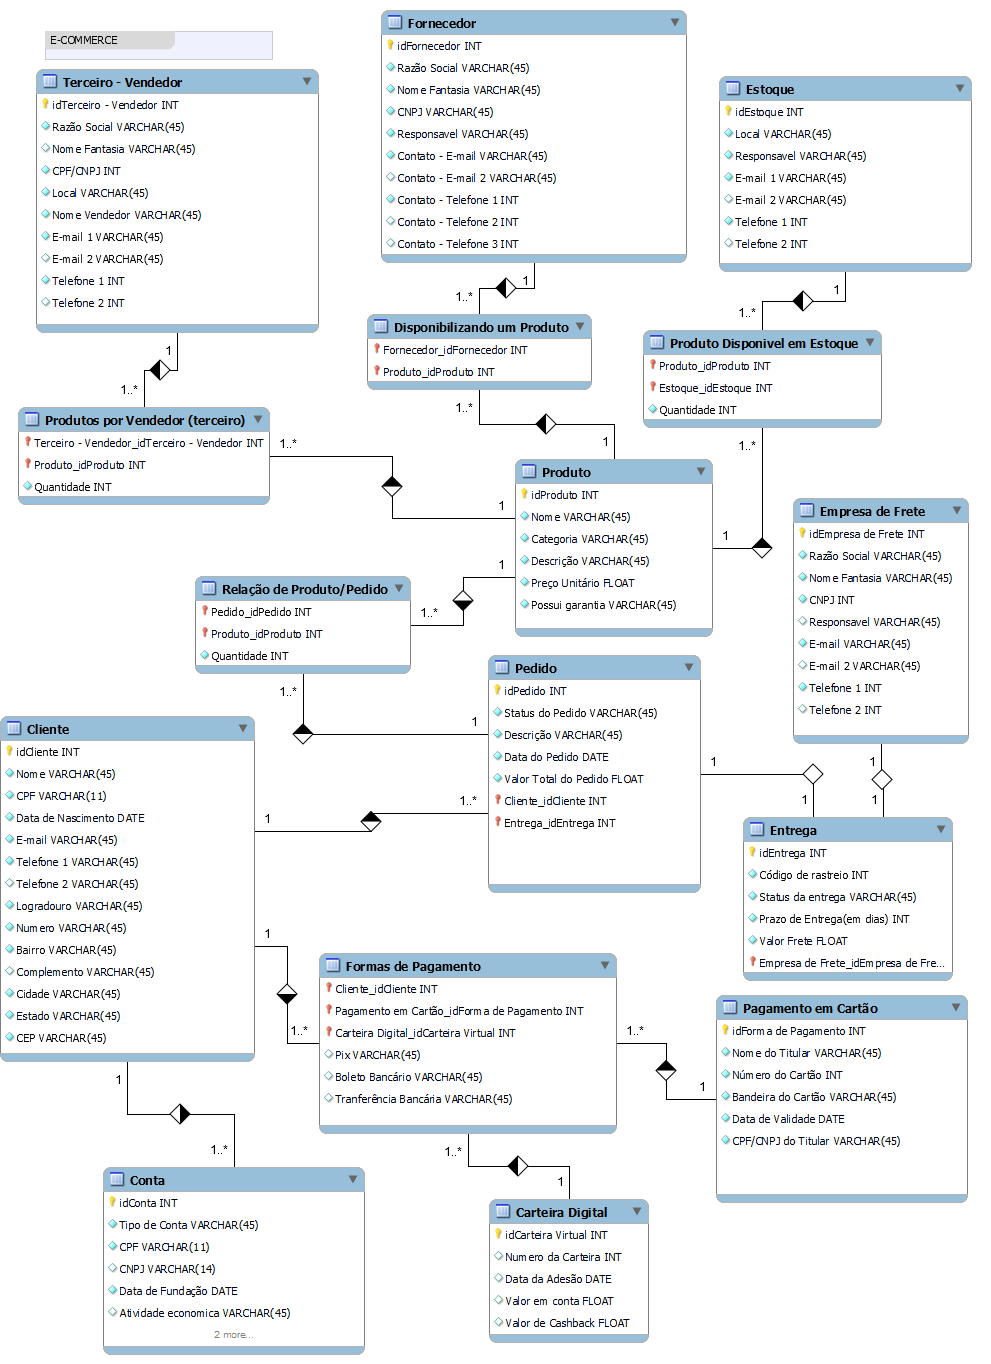 E-COMMERCE
Terceiro - Vendedor
idTerceiro - Vendedor INT
Razão Social VARCHAR(45)
Nome Fantasia VARCHAR(45)
CPF/CNPJ INT
Local VARCHAR(45)
Nome Vendedor VARCHAR(45)
E-mail 1 VARCHAR(45)
E-mail 2 VARCHAR(45)
Telefone 1 INT
Telefone 2 INT
Fornecedor
idFornecedor INT
Razão Social VARCHAR(45)
Nome Fantasia VARCHAR(45)
CNPJ VARCHAR(45)
Responsavel VARCHAR(45)
Contato - E-mail VARCHAR(45)
Contato - E-mail 2 VARCHAR(45)
Contato - Telefone 1 INT
Contato - Telefone 2 INT
Contato - Telefone 3 INT
Estoque
idEstoque INT
Local VARCHAR(45)
Responsavel VARCHAR(45)
E-mail 1 VARCHAR(45)
E-mail 2 VARCHAR(45)
Telefone 1 INT
Telefone 2 INT
1
1..*
1
1..*
1
1..*
Disponibilizando um Produto
Fornecedor_idFornecedor INT
Produto_idProduto INT
Produto Disponivel em Estoque
Produto_idProduto INT
Estoque_idEstoque INT
Quantidade INT
Produtos por Vendedor (terceiro)
Terceiro - Vendedor_idTerceiro - Vendedor INT
Produto_idProduto INT
Quantidade INT
1..*
1
1..*
1
1..*
1
Produto
idProduto INT
Nome VARCHAR(45)
Categoria VARCHAR(45)
Descrição VARCHAR(45)
Preço Unitário FLOAT
Possui garantia VARCHAR(45)
Empresa de Frete
idEmpresa de Frete INT
Razão Social VARCHAR(45)
Nome Fantasia VARCHAR(45)
CNPJ INT
Responsavel VARCHAR(45)
E-mail VARCHAR(45)
E-mail 2 VARCHAR(45)
Telefone 1 INT
Telefone 2 INT
Relação de Produto/Pedido
Pedido_idPedido INT
Produto_idProduto INT
Quantidade INT
1
1..*
1..*
1
Pedido
idPedido INT
Status do Pedido VARCHAR(45)
Descrição VARCHAR(45)
Data do Pedido DATE
Valor Total do Pedido FLOAT
Cliente_idCliente INT
Entrega_idEntrega INT
1
1
1
1
Cliente
idCliente INT
Nome VARCHAR(45)
CPF VARCHAR(11)
Data de Nascimento DATE
E-mail VARCHAR(45)
Telefone 1 VARCHAR(45)
Telefone 2 VARCHAR(45)
Logradouro VARCHAR(45)
Numero VARCHAR(45)
Bairro VARCHAR(45)
Complemento VARCHAR(45)
Cidade VARCHAR(45)
Estado VARCHAR(45)
CEP VARCHAR(45)
1
1..*
Entrega
idEntrega INT
Código de rastreio INT
Status da entrega VARCHAR(45)
Prazo de Entrega(em dias) INT
Valor Frete FLOAT
Empresa de Frete_idEmpresa de Fre...
1
1..*
Formas de Pagamento
Cliente_idCliente INT
Pagamento em Cartão_idForma de Pagamento INT
Carteira Digital_idCarteira Virtual INT
Pix VARCHAR(45)
Boleto Bancário VARCHAR(45)
Tranferência Bancária VARCHAR(45)
1..*
1
Pagamento em Cartão
idForma de Pagamento INT
Nome do Titular VARCHAR(45)
Número do Cartão INT
Bandeira do Cartão VARCHAR(45)
Data de Validade DATE
CPF/CNPJ do Titular VARCHAR(45)
1
1..*
1..*
1
Conta
idConta INT
Tipo de Conta VARCHAR(45)
CPF VARCHAR(11)
CNPJ VARCHAR(14)
Data de Fundação DATE
Atividade economica VARCHAR(45)
2 more...
Carteira Digital
idCarteira Virtual INT
Numero da Carteira INT
Data da Adesão DATE
Valor em conta FLOAT
Valor de Cashback FLOAT